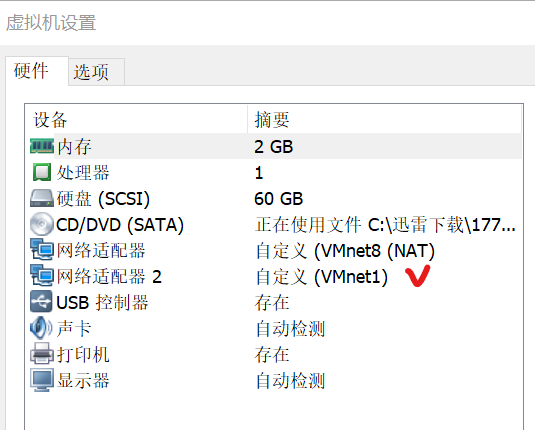 虚拟机设置
硬件 选项
设备 摘要
内存 2 GB
处理器 1
硬盘 (SCSI) 60 GB
CD/DVD (SATA) 正在使用文件 C:\迅雷下载\177...
网络适配器 自定义 (VMnet8 (NAT)
网络适配器 2 自定义 (VMnet1)
USB 控制器 存在
声卡 自动检测
打印机 存在
显示器 自动检测